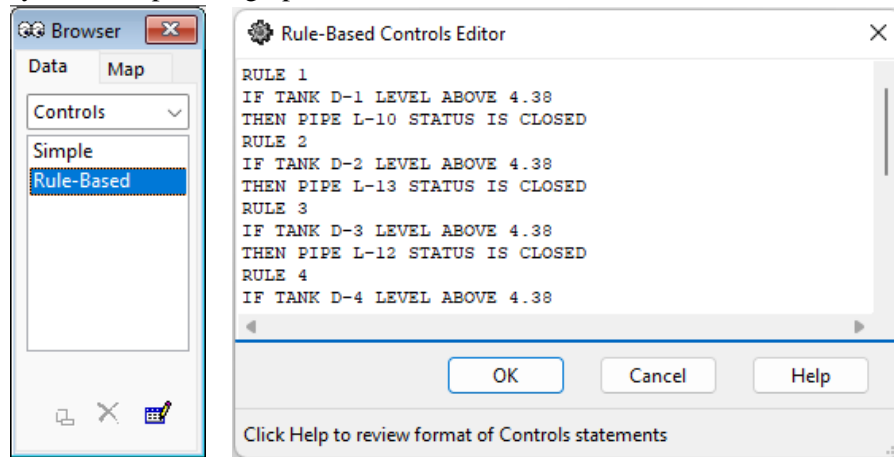 Browser
Data Map
Controls
Simple
Rule-Based
Rule-Based Controls Editor
RULE 1
IF TANK D-1 LEVEL ABOVE 4.38
THEN PIPE L-10 STATUS IS CLOSED
RULE 2
IF TANK D-2 LEVEL ABOVE 4.38
THEN PIPE L-13 STATUS IS CLOSED
RULE 3
IF TANK D-3 LEVEL ABOVE 4.38
THEN PIPE L-12 STATUS IS CLOSED
RULE 4
IF TANK D-4 LEVEL ABOVE 4.38
OK Cancel Help
Click Help to review format of Controls statements